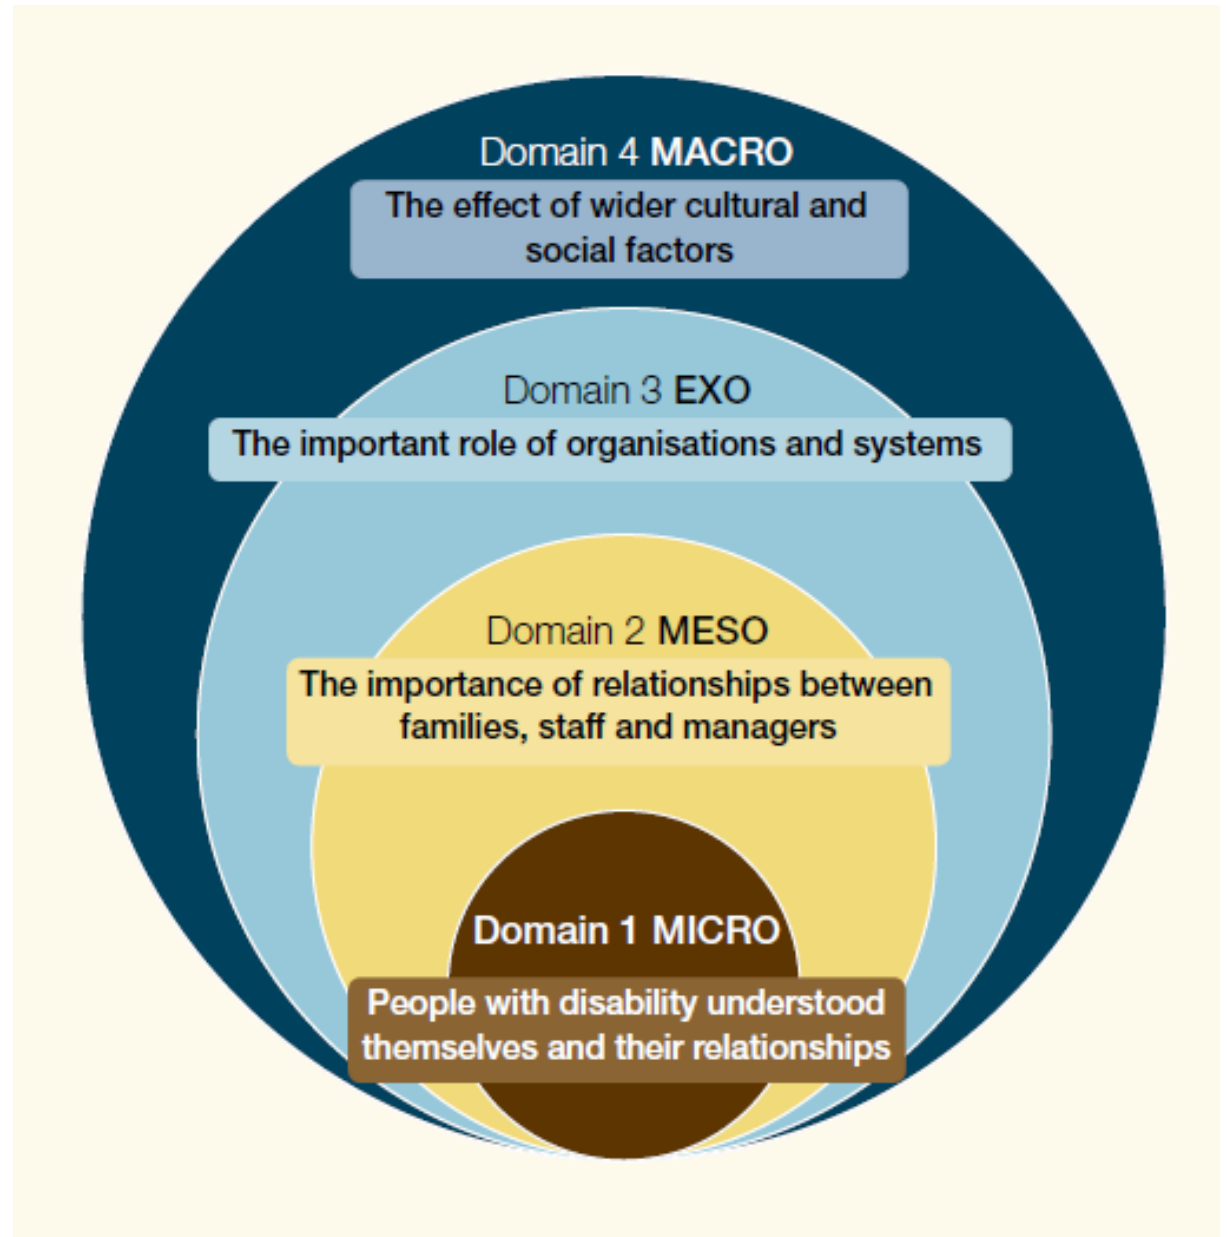 Domain 4 MACRO
The effect of wider cultural and
social factors
Domain 3 EXO
The important role of organisations and systems
Domain 2 MESO
The importance of relationships between
families, staff and managers
Domain 1 MICRO
People with disability understood
themselves and their relationships